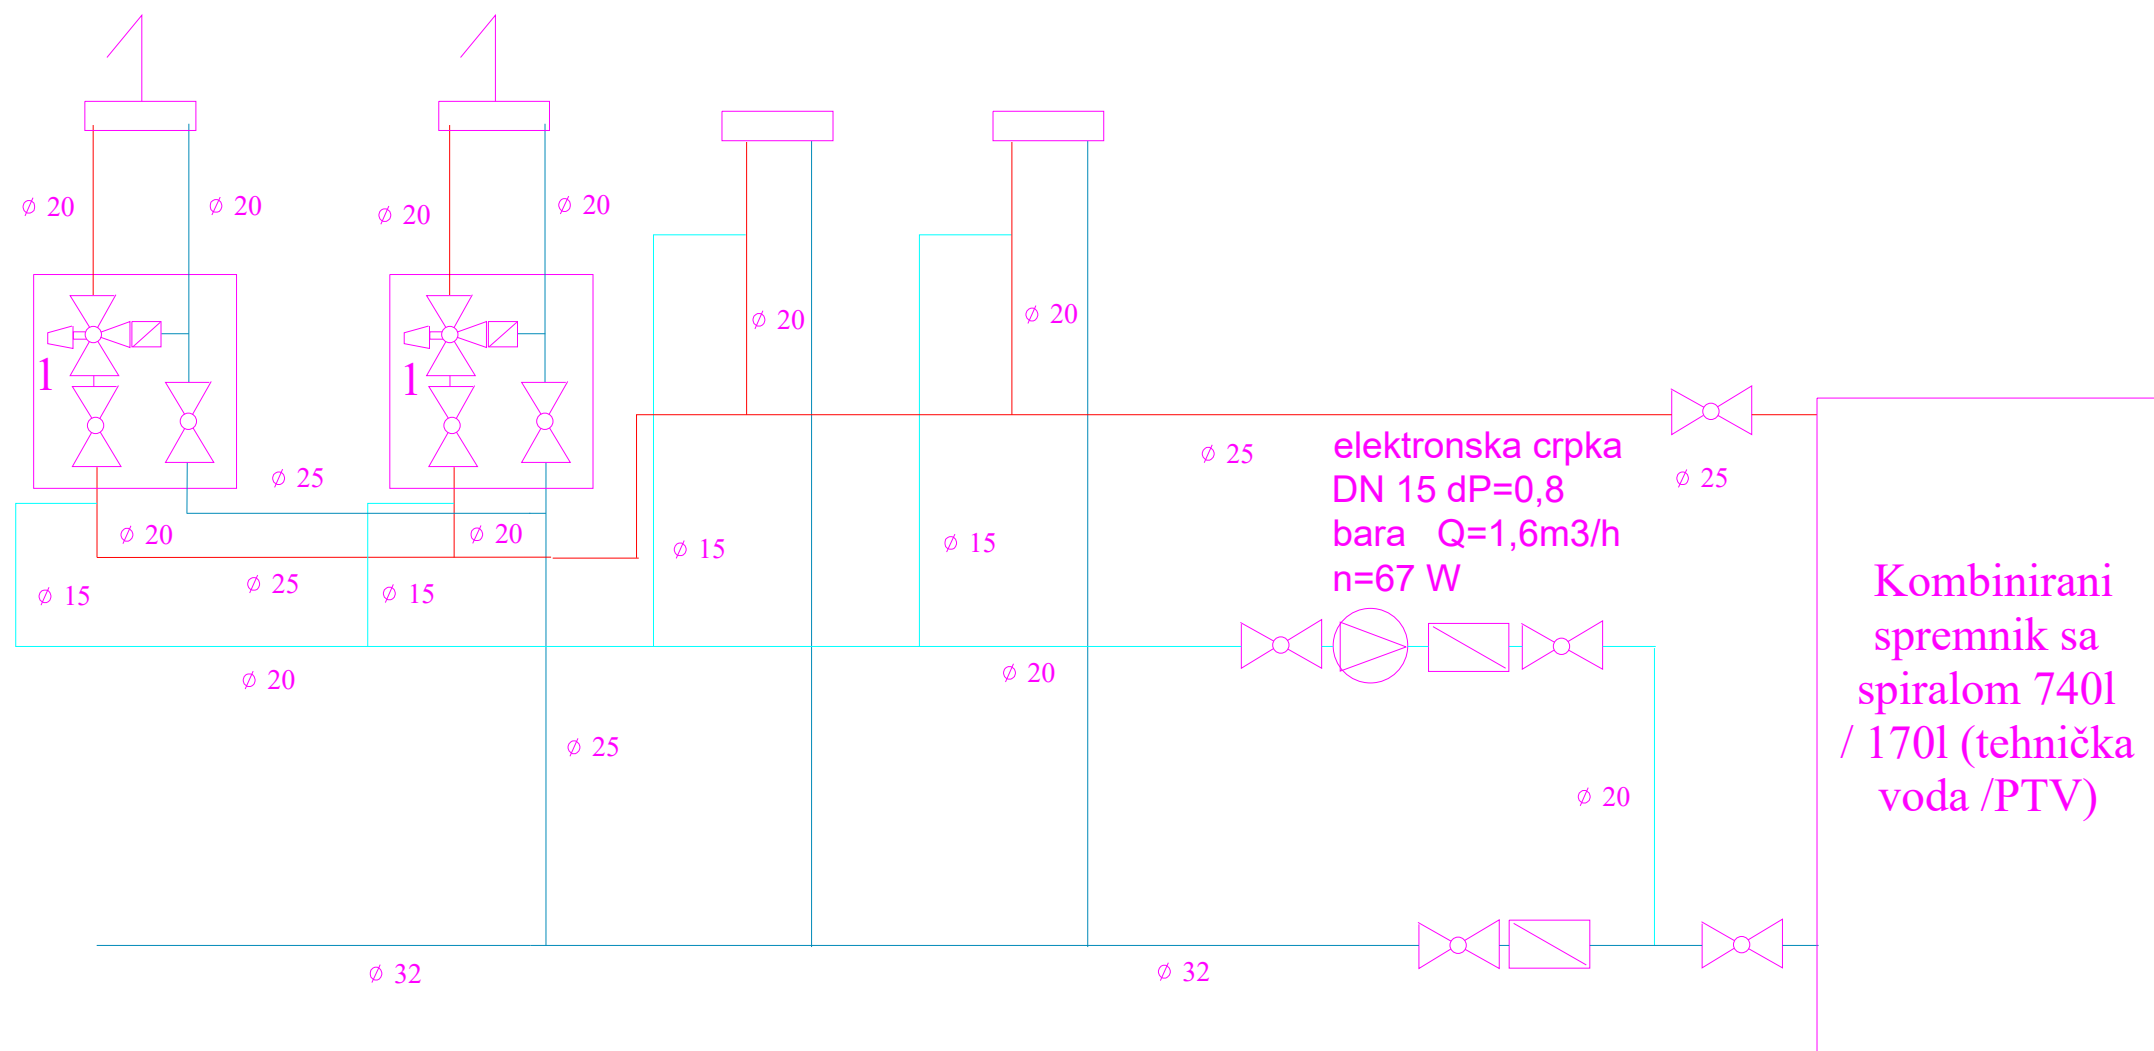 ⌀ 20
⌀ 20
⌀ 20
⌀ 20
⌀ 20
⌀ 20
1
1
elektronska crpka
DN 15 dP=0,8
bara Q=1,6m3/h
n=67 W
⌀ 25
⌀ 25
⌀ 25
⌀ 20
⌀ 20
⌀ 15
⌀ 15
⌀ 25
⌀ 15
⌀ 15
⌀ 20
⌀ 20
⌀ 25
⌀ 20
Kombinirani
spremnik sa
spiralom 740l
/ 170l (tehnička
voda /PTV)
⌀ 32
⌀ 32